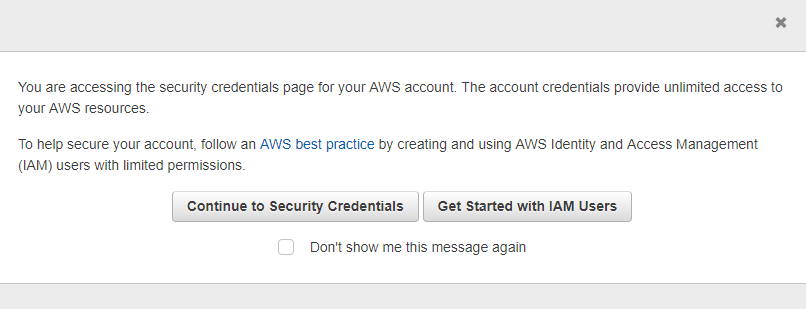 You are accessing the security credentials page for your AWS account. The account credentials provide unlimited access to
your AWS resources.
To help secure your account, follow an AWS best practice by creating and using AWS Identity and Access Management
(IAM) users with limited permissions.
Continue to Security Credentials Get Started with IAM Users
Don't show me this message again